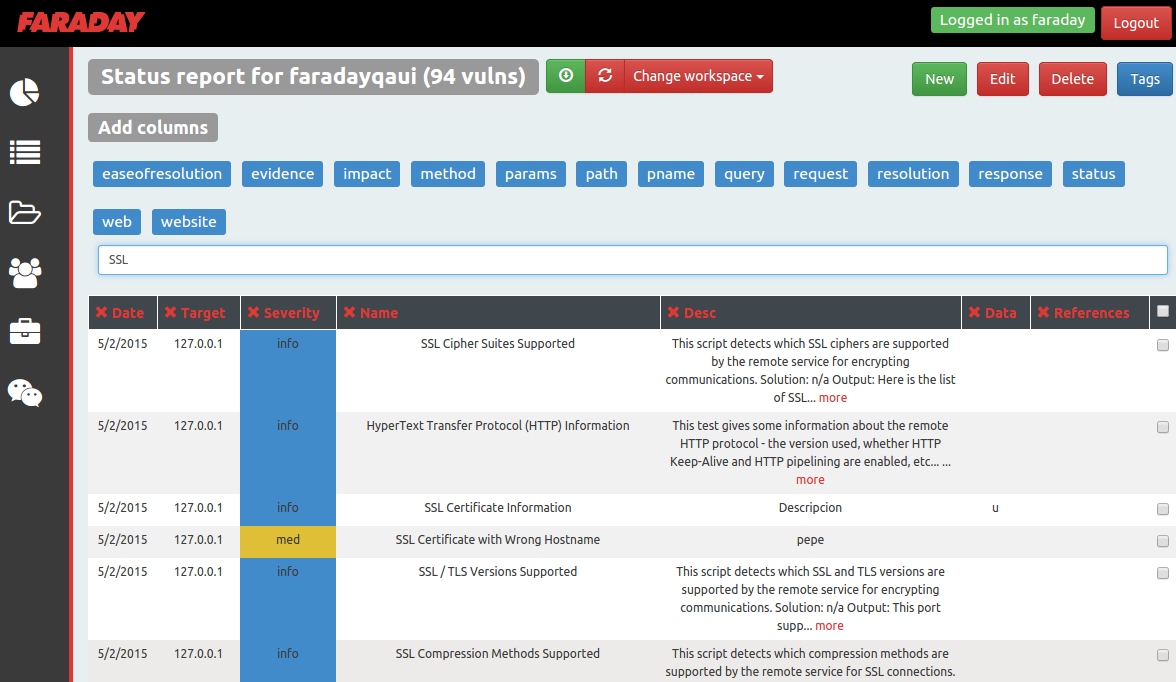 FARADAY
Logged in as faraday
Logout
Status report for faradayqaui (94 vulns)
Change workspace
New
Edit
Delete
Tags
Add columns
easeofresolution
evidence
impact
method
params
path
pname
query
request
resolution
response
status
web
website
SSL
Date
Target
Severity
Name
Desc
Data
References
5/2/2015
127.0.0.1
info
SSL Cipher Suites Supported
This script detects which SSL ciphers are supported
by the remote service for encrypting
communications. Solution: n/a Output: Here is the list
of SSL... more
5/2/2015
127.0.0.1
info
HyperText Transfer Protocol (HTTP) Information
This test gives some information about the remote
HTTP protocol - the version used, whether HTTP
Keep-Alive and HTTP pipelining are enabled, etc... ...
more
5/2/2015
127.0.0.1
info
SSL Certificate Information
Descripcion
u
5/2/2015
127.0.0.1
med
SSL Certificate with Wrong Hostname
pepe
5/2/2015
127.0.0.1
info
SSL / TLS Versions Supported
This script detects which SSL and TLS versions are
supported by the remote service for encrypting
communications. Solution: n/a Output: This port
supp... more
5/2/2015
127.0.0.1
info
SSL Compression Methods Supported
This script detects which compression methods are
supported by the remote service for SSL connections.